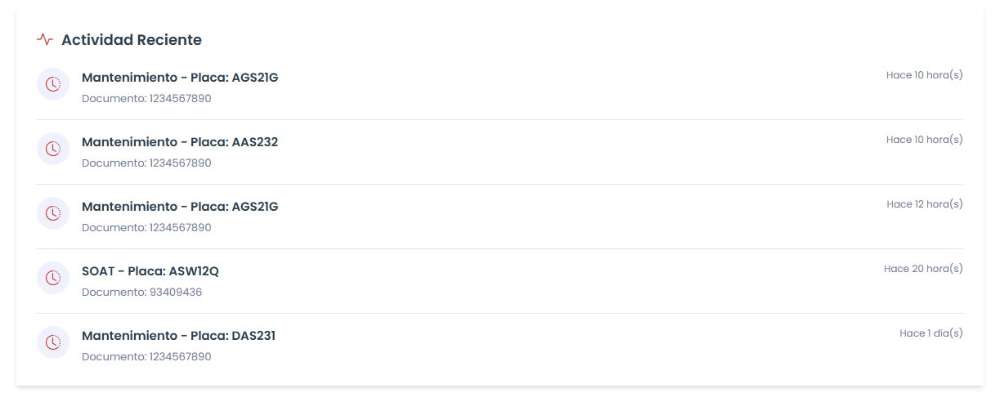 Actividad Reciente
Mantenimiento - Placa: AGS21G
Hace 10 hora(s)
Documento: 1234567890
Mantenimiento - Placa: AAS232
Hace 10 hora(s)
Documento: 1234567890
Mantenimiento - Placa: AGS21G
Hace 12 hora(s)
Documento: 1234567890
SOAT - Placa: ASW12Q
Hace 20 hora(s)
Documento: 93409436
Mantenimiento - Placa: DAS231
Hace 1 día(s)
Documento: 1234567890